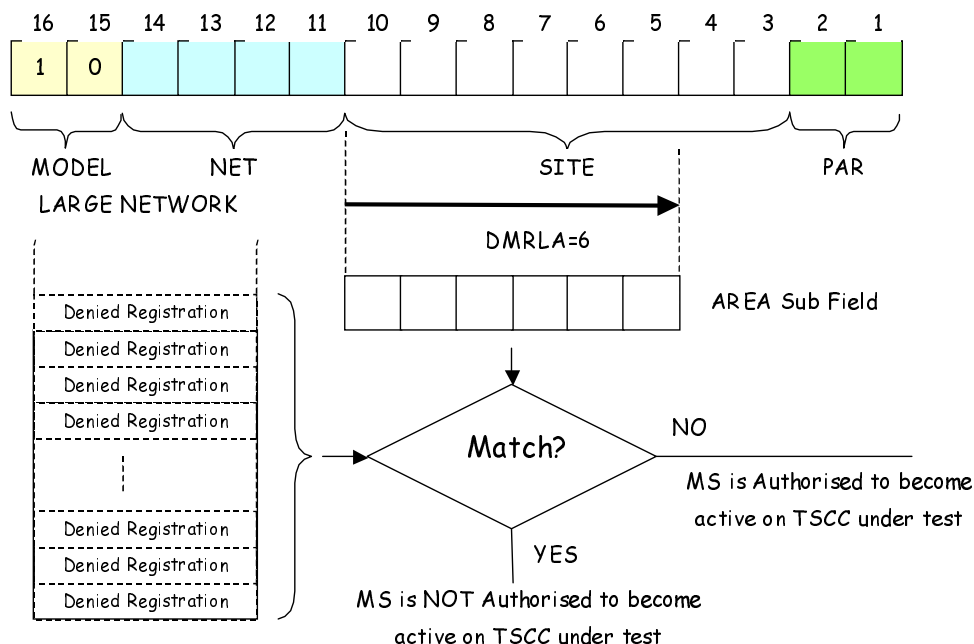 16 15 14 13 12 11 10 9 8 7 6 5 4 3 2 1
1 0
MODEL NET SITE PAR
LARGE NETWORK
DMRLA=6
AREA Sub Field
Denied Registration
Denied Registration
Denied Registration
Denied Registration
Denied Registration
Denied Registration
Denied Registration
Match?
NO
MS is Authorised to become
active on TSCC under test
YES
MS is NOT Authorised to become
active on TSCC under test